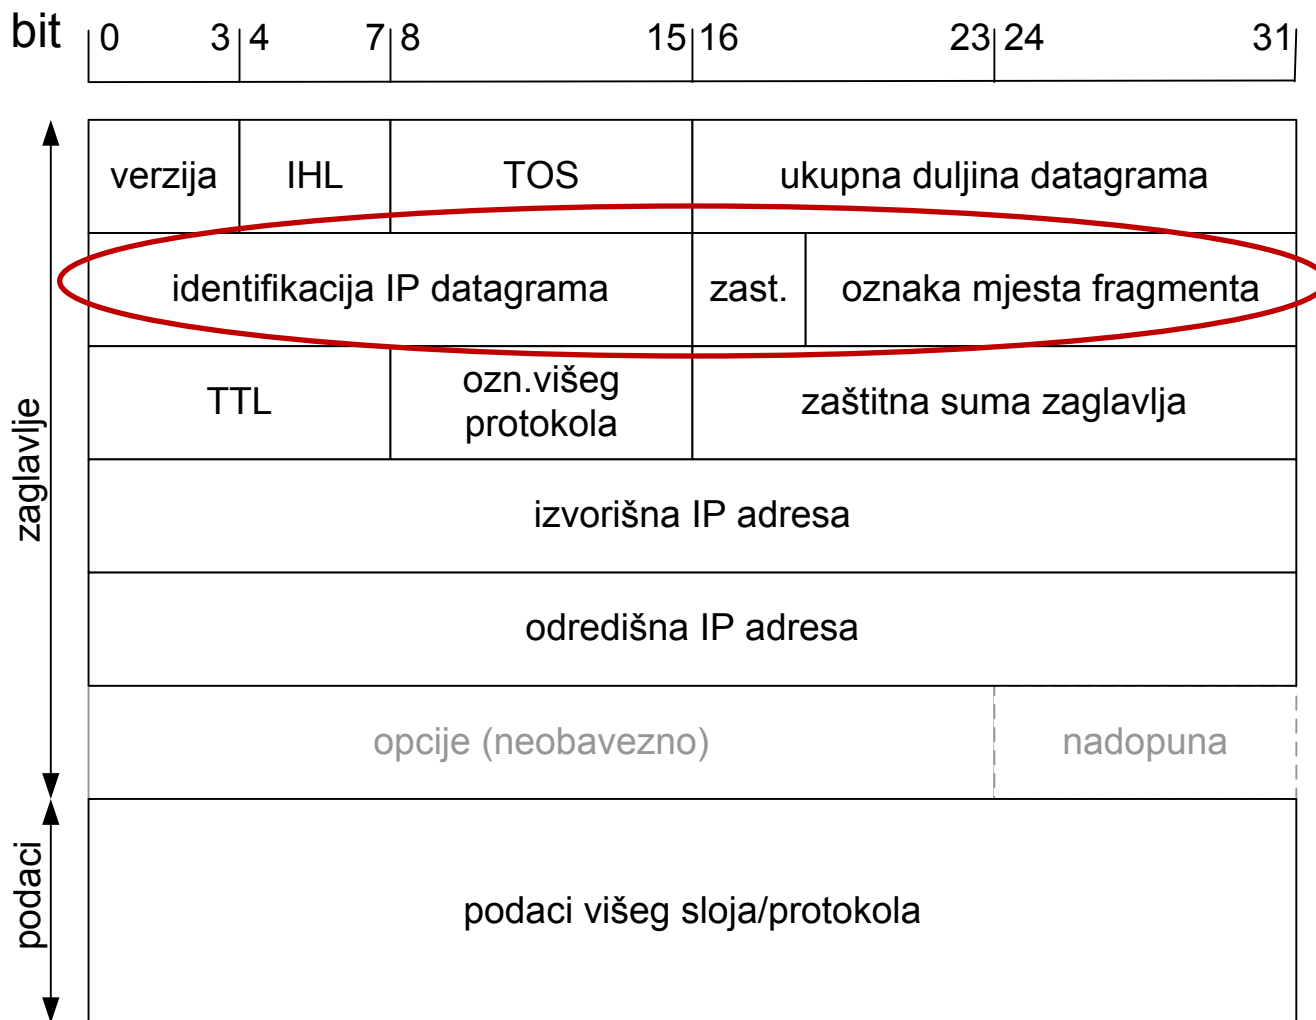 bit 0 3 4 7 8 15 16 23 24 31
verzija IHL TOS ukupna duljina datagrama
identifikacija IP datagrama zast. oznaka mjesta fragmenta
TTL ozn.višeg protokola zaštitna suma zaglavlja
izvorišna IP adresa
odredišna IP adresa
opcije (neobavezno) nadopuna
zaglavlje
podaci višeg sloja/protokola
podaci